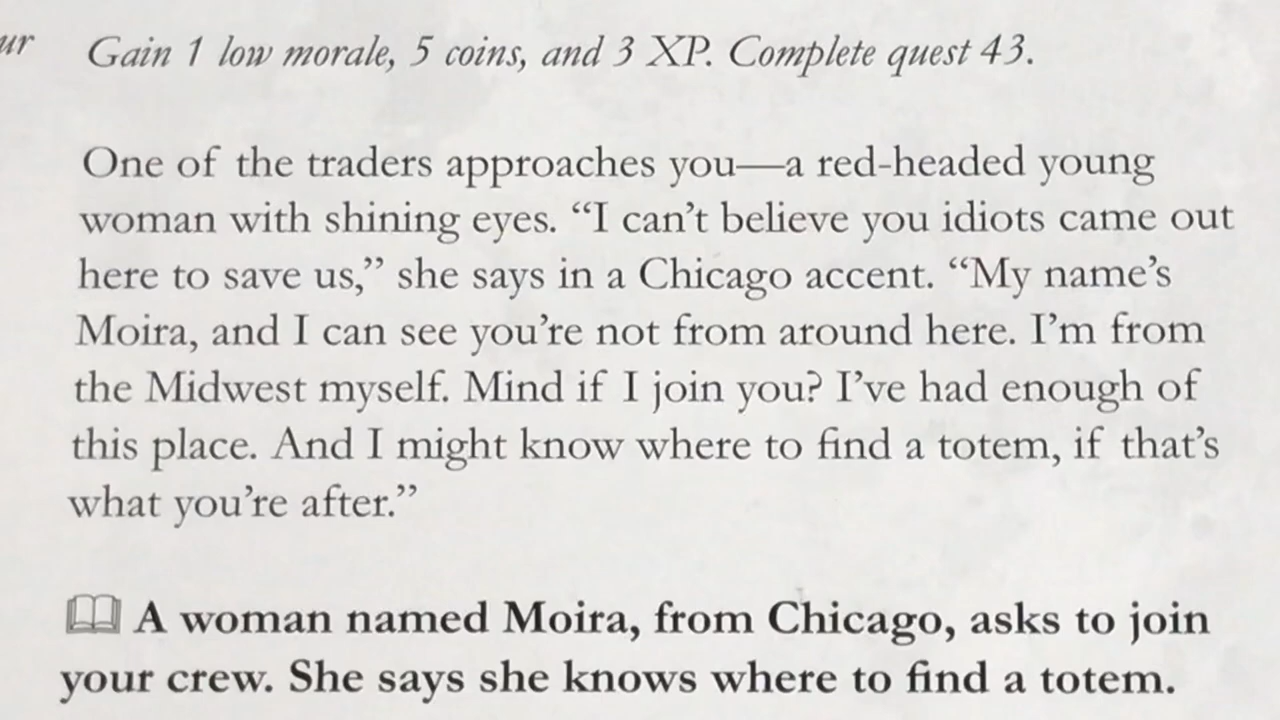 ur Gain 1 low morale, 5 coins, and 3 XP. Complete quest 43.
One of the traders approaches you—a red-headed young
woman with shining eyes. “I can’t believe you idiots came out
here to save us,” she says in a Chicago accent. “My name’s
Moira, and I can see you’re not from around here. I’m from
the Midwest myself. Mind if I join you? I’ve had enough of
this place. And I might know where to find a totem, if that’s
what you’re after.”
A woman named Moira, from Chicago, asks to join
your crew. She says she knows where to find a totem.